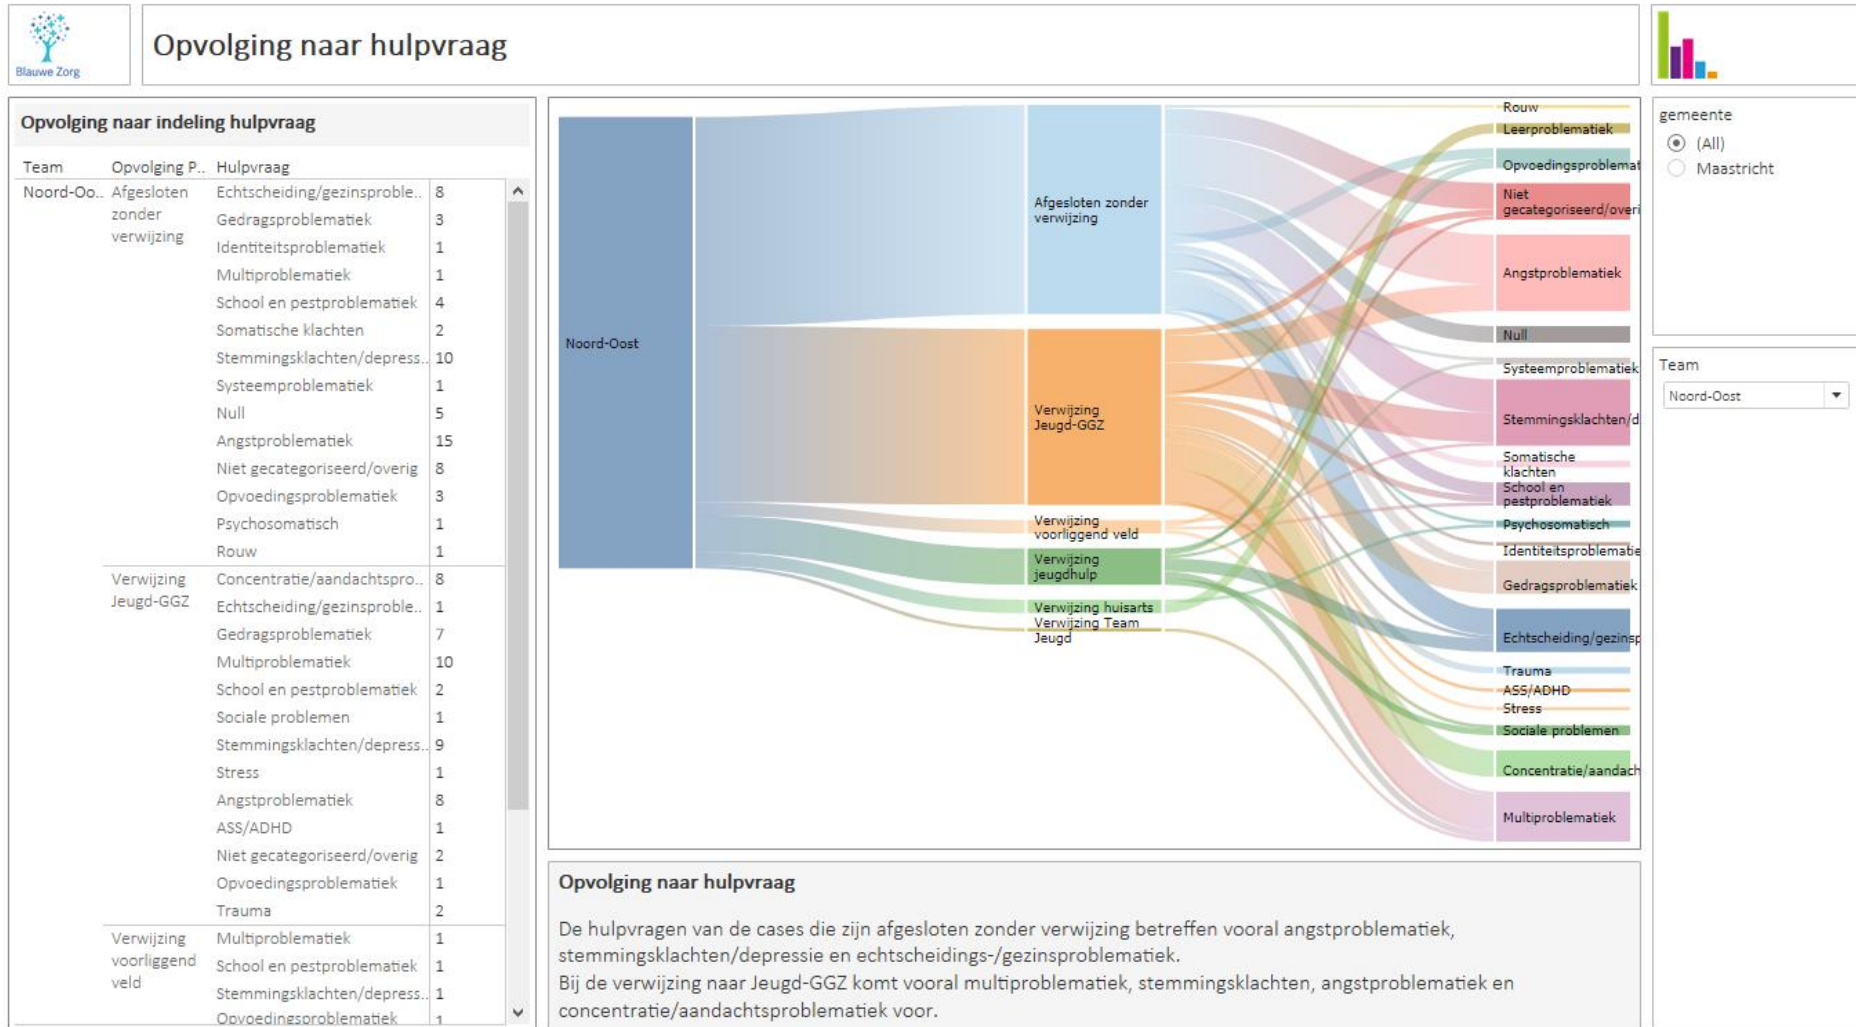 Blauwe Zorg
Opvolging naar hulpvraag
Opvolging naar indeling hulpvraag
Team Opvolging P.. Hulpvraag
Noord-Oo.. Afgesloten zonder verwijzing Echtscheiding/gezinsproble.. 8
Gedragsproblematiek 3
Identiteitsproblematiek 1
Multiproblematiek 1
School en pestproblematiek 4
Somatische klachten 2
Stemmingsklachten/depress.. 10
Systeemproblematiek 1
Null 5
Angstproblematiek 15
Niet gecategoriseerd/overig 8
Opvoedingsproblematiek 3
Psychosomatisch 1
Rouw 1
Verwijzing Jeugd-GGZ Concentratie/aandachtspro.. 8
Echtscheiding/gezinsproble.. 1
Gedragsproblematiek 7
Multiproblematiek 10
School en pestproblematiek 2
Sociale problemen 1
Stemmingsklachten/depress.. 9
Stress 1
Angstproblematiek 8
ASS/ADHD 1
Niet gecategoriseerd/overig 2
Opvoedingsproblematiek 1
Trauma 2
Verwijzing voorliggend veld Multiproblematiek 1
School en pestproblematiek 1
Stemmingsklachten/depress.. 1
Opvoedingsproblematiek 1
Noord-Oost
Afgesloten zonder
verwijzing
Verwijzing
Jeugd-GGZ
Verwijzing
voorliggend veld
Verwijzing
jeugdhulp
Verwijzing huisarts
Verwijzing Team
Jeugd
Rouw
Leerproblematiek
Opvoedingsproblemat
Niet
gecategoriseerd/overi
Angstproblematiek
Null
Systeemproblematiek
Stemmingsklachten/d
Somatische
klachten
School en
pestproblematiek
Psychosomatisch
Identiteitsproblematie
Gedragsproblematiek
Echtscheiding/gezinsp
Trauma
ASS/ADHD
Stress
Sociale problemen
Concentratie/aandach
Multiproblematiek
Opvolging naar hulpvraag
De hulpvragen van de cases die zijn afgesloten zonder verwijzing betreffen vooral angstproblematiek,
stemmingsklachten/depressie en echtscheidings-/gezinsproblematiek.
Bij de verwijzing naar Jeugd-GGZ komt vooral multiproblematiek, stemmingsklachten, angstproblematiek en
concentratie/aandachtsproblematiek voor.
gemeente
(All)
Maastricht
Team
Noord-Oost